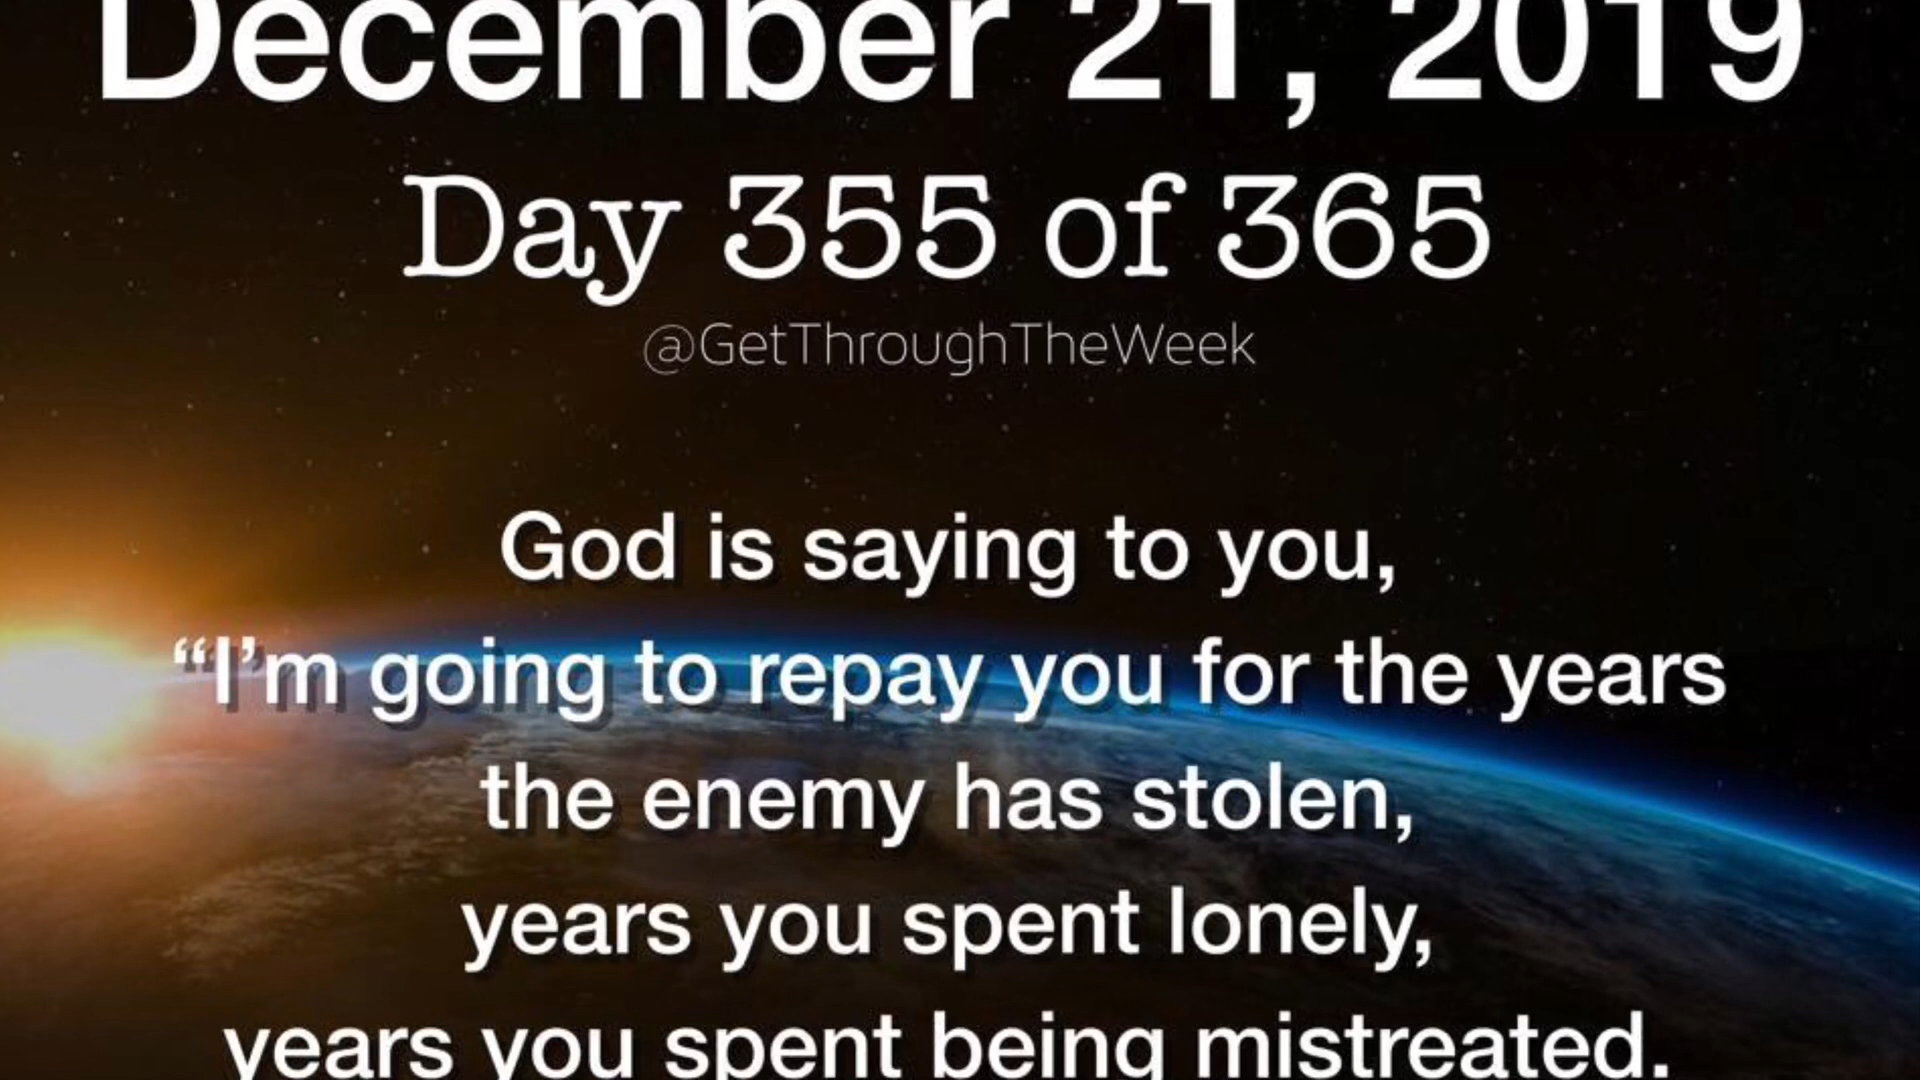 December 21, 2019
Day 355 of 365
@GetThroughTheWeek
God is saying to you,
“I’m going to repay you for the years
the enemy has stolen,
years you spent lonely,
years you spent being mistreated.